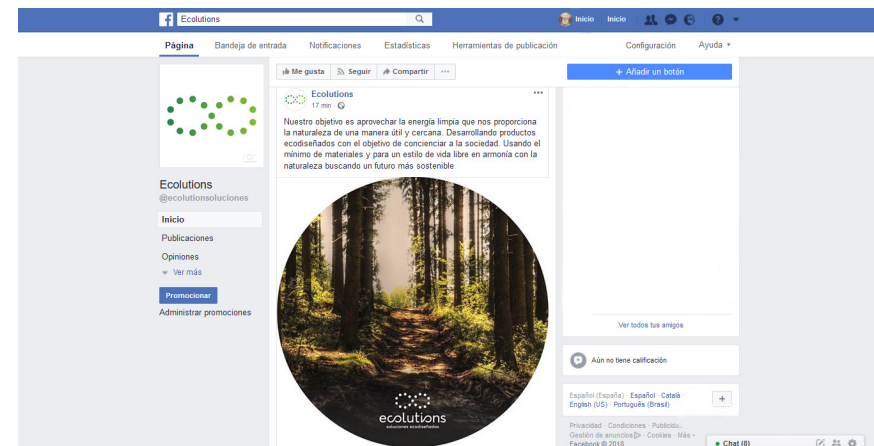 Ecolutions
Inicio Inicio
Página Bandeja de entrada Notificaciones Estadísticas Herramientas de publicación Configuración Ayuda
Me gusta Seguir Compartir ...
+ Añadir un botón
Ecolutions
17 min ·
Nuestro objetivo es aprovechar la energía limpia que nos proporciona
la naturaleza de una manera útil y cercana. Desarrollando productos
ecodiseñados con el objetivo de concienciar a la sociedad. Usando el
mínimo de materiales y para un estilo de vida libre en armonía con la
naturaleza buscando un futuro más sostenible
Ecolutions
@ecolutionsoluciones
Inicio
Publicaciones
Opiniones
Ver más
Promocionar
Administrar promociones
ecolutions
soluciones ecodiseñadas
Ver todos tus amigos
Aún no tiene calificación
Español (España) · Español · Català
English (US) · Português (Brasil)
+
Privacidad · Condiciones · Publicida..
Gestión de anuncios · Cookies · Más
Facebook © 2018
Chat (8)